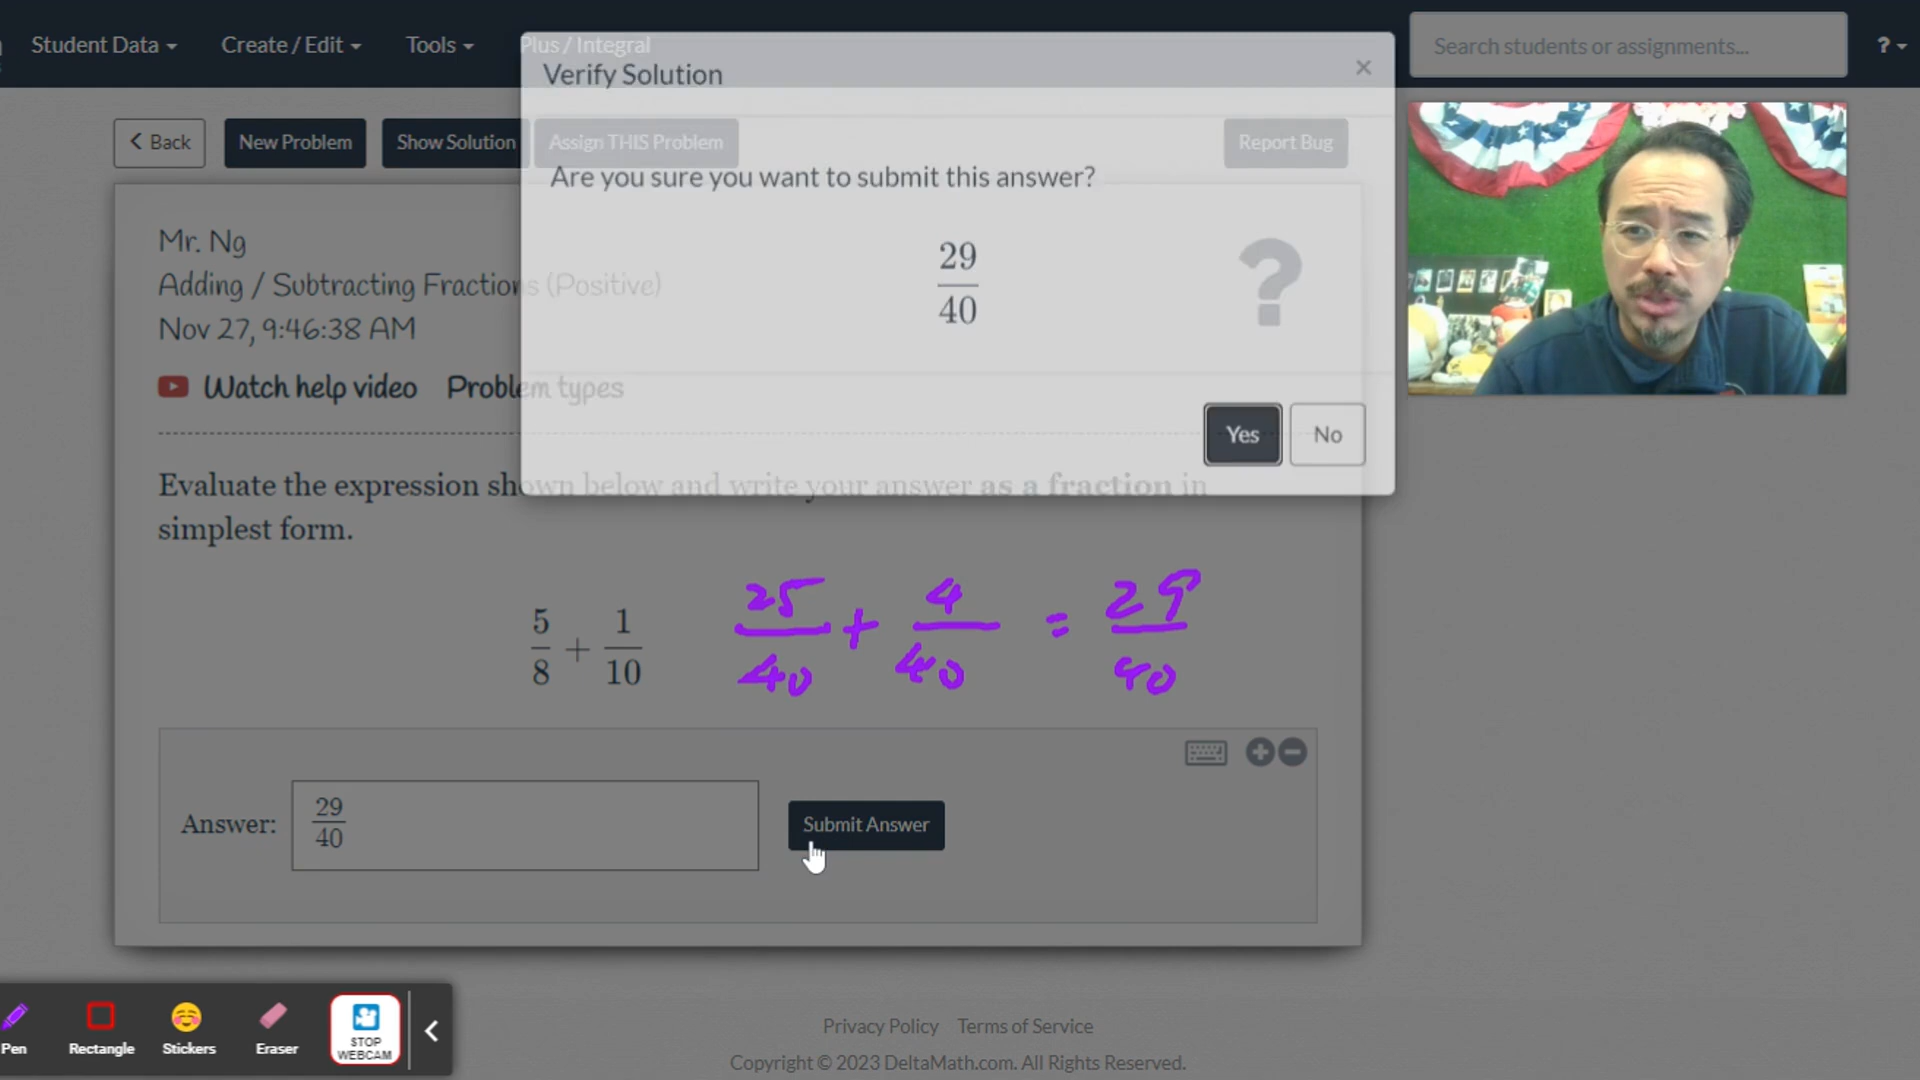 Student Data
Create / Edit
Tools
Plus / Integral
Search students or assignments...
?
Verify Solution
×
Back
New Problem
Show Solution
Assign THIS Problem
Report Bug
Are you sure you want to submit this answer?
29
40
?
Mr. Ng
Adding / Subtracting Fractions (Positive)
Nov 27, 9:46:38 AM
Watch help video
Problem types
Yes
No
Evaluate the expression shown below and write your answer as a fraction in
simplest form.
5/8 + 1/10
25/40 + 4/40 = 29/40
Answer:
29/40
Submit Answer
Pen
Rectangle
Stickers
Eraser
STOP
WEBCAM
Privacy Policy
Terms of Service
Copyright © 2023 DeltaMath.com. All Rights Reserved.